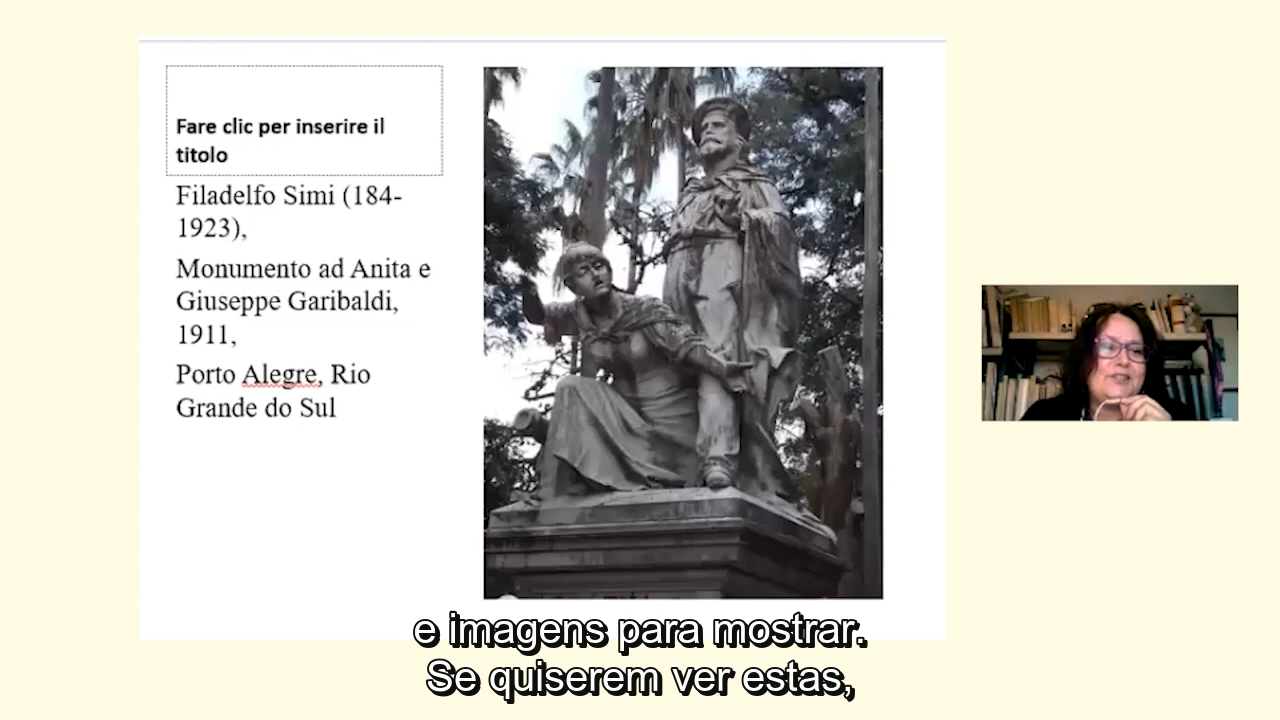 Fare clic per inserire il
titolo
Filadelfo Simi (184-
1923),
Monumento ad Anita e
Giuseppe Garibaldi,
1911,
Porto Alegre, Rio
Grande do Sul
e imagens para mostrar.
Se quiserem ver estas,